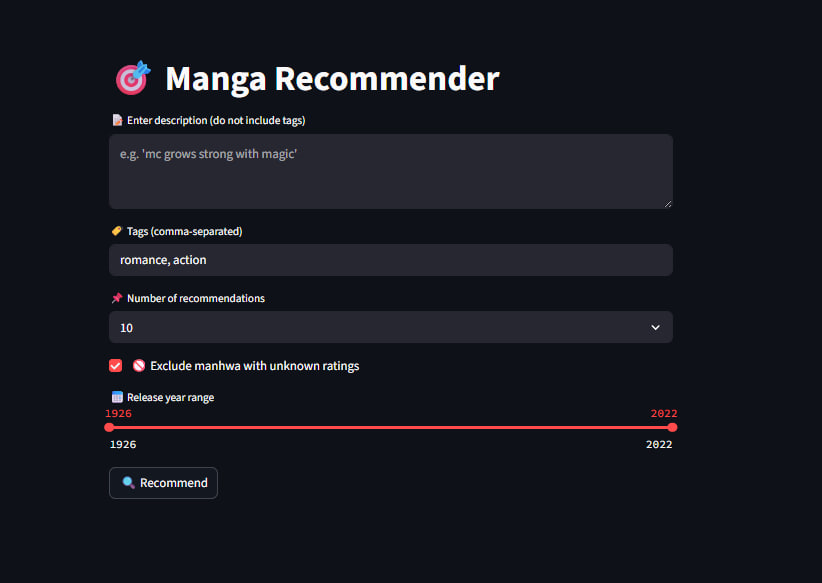 Manga Recommender
Enter description (do not include tags)
e.g. 'mc grows strong with magic'
Tags (comma-separated)
romance, action
Number of recommendations
10
Exclude manhwa with unknown ratings
Release year range
1926 2022
1926 2022
Recommend